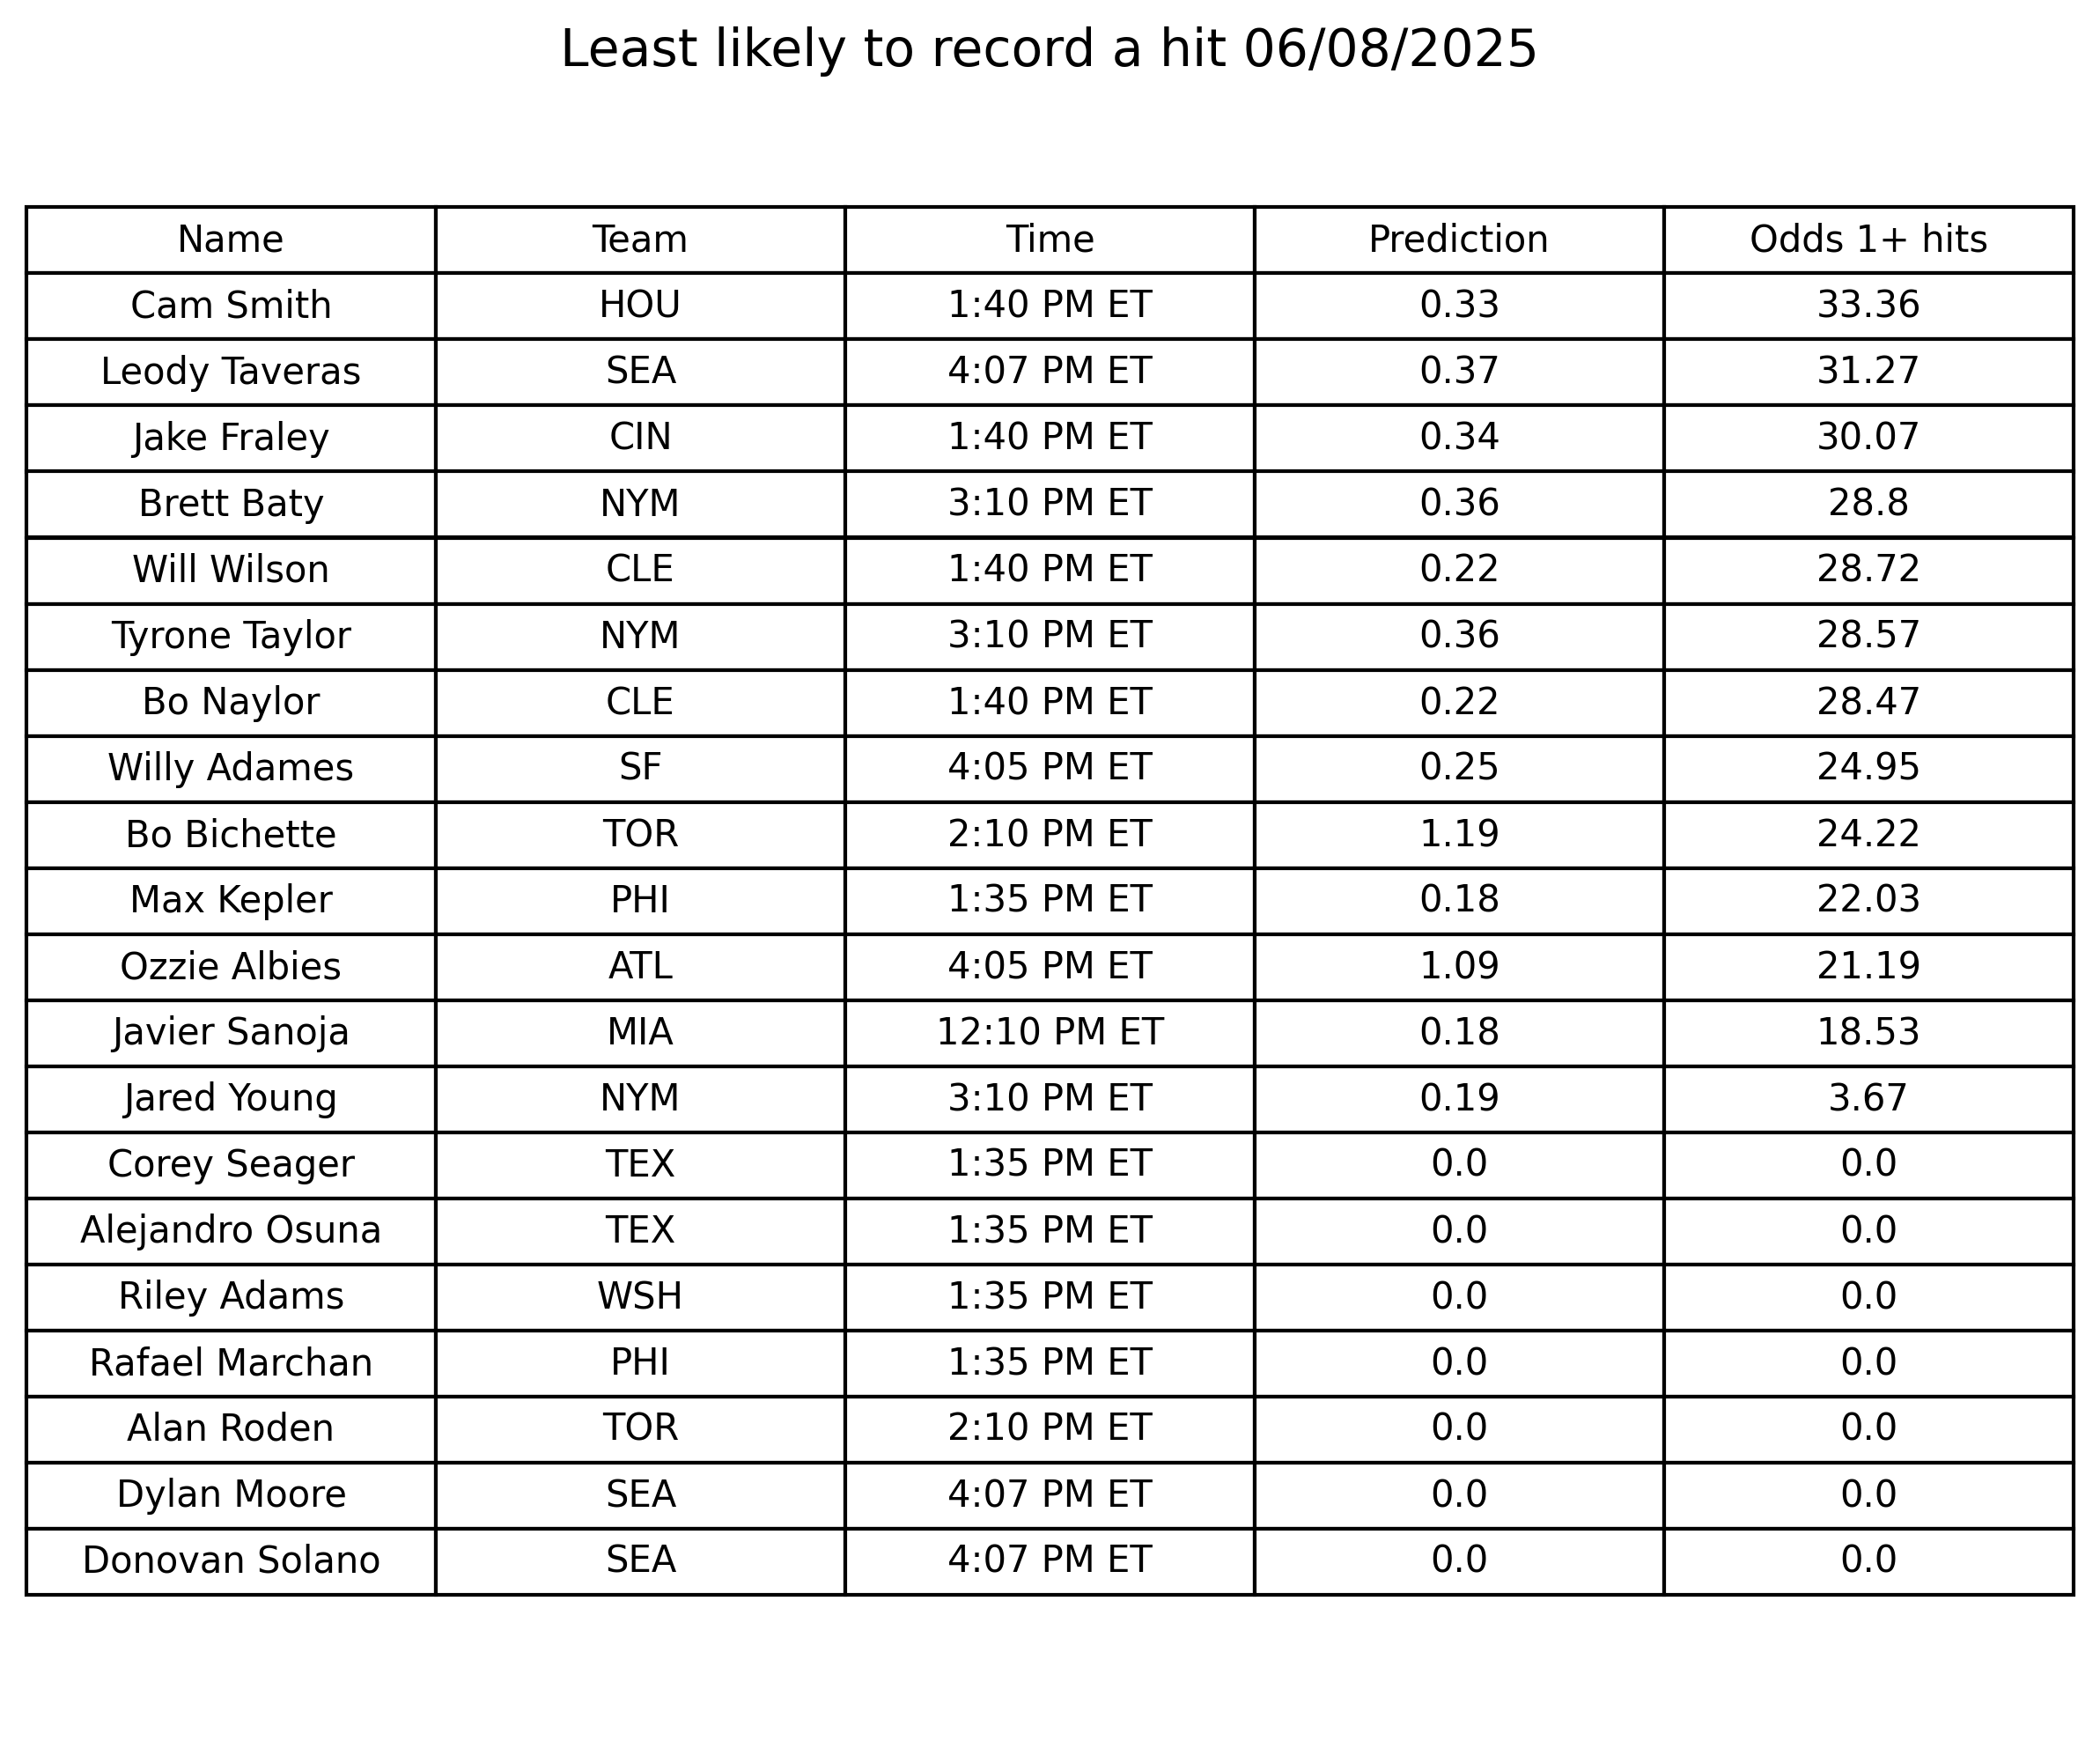 Least likely to record a hit 06/08/2025
Name Team Time Prediction Odds 1+ hits
Cam Smith HOU 1:40 PM ET 0.33 33.36
Leody Taveras SEA 4:07 PM ET 0.37 31.27
Jake Fraley CIN 1:40 PM ET 0.34 30.07
Brett Baty NYM 3:10 PM ET 0.36 28.8
Will Wilson CLE 1:40 PM ET 0.22 28.72
Tyrone Taylor NYM 3:10 PM ET 0.36 28.57
Bo Naylor CLE 1:40 PM ET 0.22 28.47
Willy Adames SF 4:05 PM ET 0.25 24.95
Bo Bichette TOR 2:10 PM ET 1.19 24.22
Max Kepler PHI 1:35 PM ET 0.18 22.03
Ozzie Albies ATL 4:05 PM ET 1.09 21.19
Javier Sanoja MIA 12:10 PM ET 0.18 18.53
Jared Young NYM 3:10 PM ET 0.19 3.67
Corey Seager TEX 1:35 PM ET 0.0 0.0
Alejandro Osuna TEX 1:35 PM ET 0.0 0.0
Riley Adams WSH 1:35 PM ET 0.0 0.0
Rafael Marchan PHI 1:35 PM ET 0.0 0.0
Alan Roden TOR 2:10 PM ET 0.0 0.0
Dylan Moore SEA 4:07 PM ET 0.0 0.0
Donovan Solano SEA 4:07 PM ET 0.0 0.0